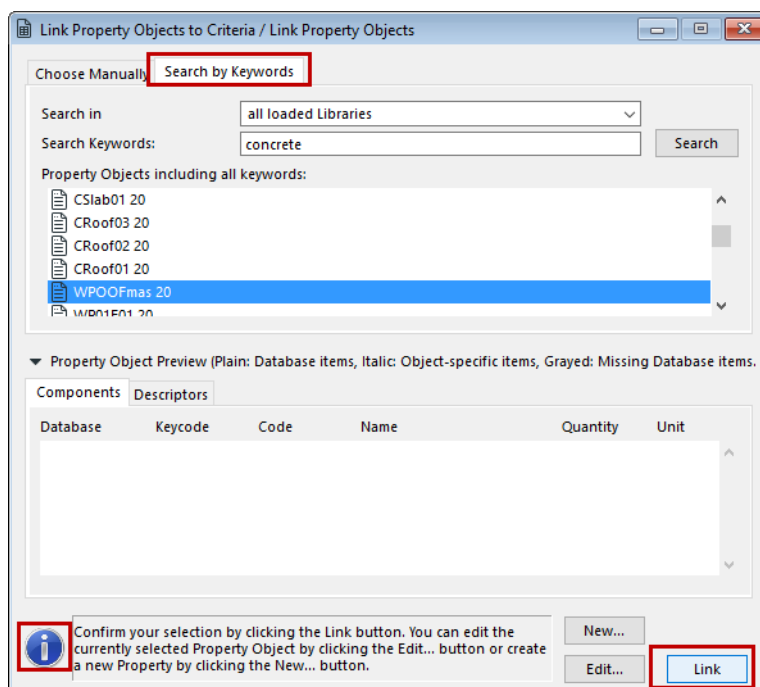 Link Property Objects to Criteria / Link Property Objects
Choose Manually Search by Keywords
Search in all loaded Libraries
Search Keywords: concrete Search
Property Objects including all keywords:
CSlab01 20
CRoof03 20
CRoof02 20
CRoof01 20
WPOOFmas 20
WP01F01 20
Property Object Preview (Plain: Database items, Italic: Object-specific items, Grayed: Missing Database items.
Components Descriptors
Database Keycode Code Name Quantity Unit
Confirm your selection by clicking the Link button. You can edit the
currently selected Property Object by clicking the Edit... button or create
a new Property by clicking the New... button.
New...
Edit... Link